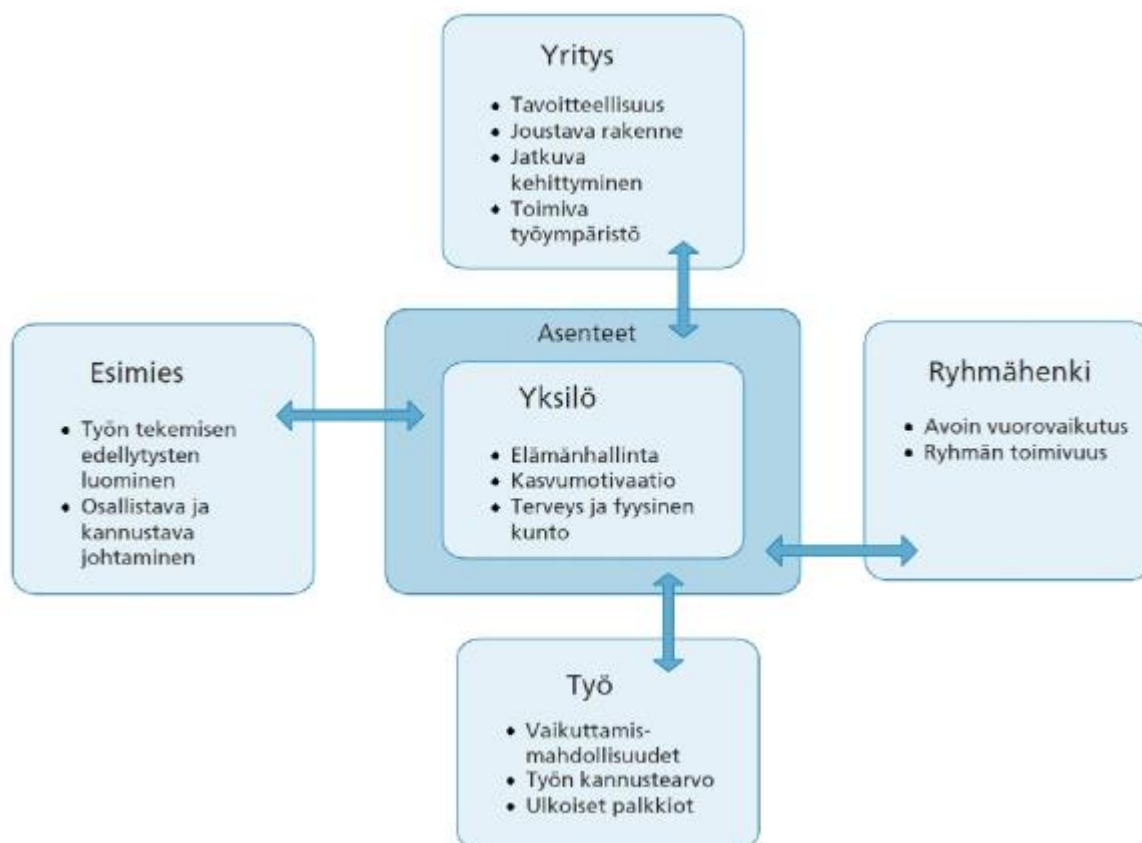 Yritys
• Tavoitteellisuus
• Joustava rakenne
• Jatkuva
kehittyminen
• Toimiva
työympäristö
Asenteet
Esimies
• Työn tekemisen
edellytysten
luominen
• Osallistava ja
kannustava
johtaminen
Yksilö
• Elämänhallinta
• Kasvumotivaatio
• Terveys ja fyysinen
kunto
Ryhmähenki
• Avoin vuorovaikutus
• Ryhmän toimivuus
Työ
• Vaikuttamis-
mahdollisuudet
• Työn kannustearvo
• Ulkoiset palkkiot